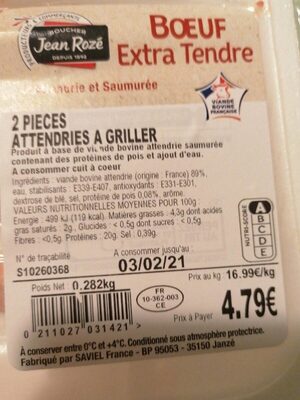 PRODUCTEURS & COMMERÇANTS
BOUCHER
Jean Rozé
DEPUIS 1892
BŒUF
Extra Tendre
et Saumurée
VIANDE
BOVINE
FRANÇAISE
2 PIECES
ATTENDRIES A GRILLER
Produit à base de viande bovine attendrie saumurée
contenant des protéines de pois et ajout d'eau.
A consommer cuit à coeur
Ingrédients : viande bovine attendrie (origine : France) 89%,
eau, stabilisants : E339-E407, antioxydants : E331-E301,
dextrose de blé, sel, protéines de pois 0,08%, arôme.
VALEURS NUTRITIONNELLES MOYENNES POUR 100g
Energie : 499 kJ (119 kcal). Matières grasses : 4,3g dont acides
gras saturés : 2g, Glucides : < 0,5g dont sucres : < 0,5g
Fibres : <0,5g. Protéines : 20g. Sel : 0,39g.
NUTRI-SCORE
A
B
C
D
E
N° de traçabilité
S10260368
A consommer jusqu'au :
03/02/21
Prix au kg : 16.99€/kg
Poids Net : 0.282kg
FR
10-362-003
CE
Prix à Payer :
4.79€
0 211027 031421
A conserver entre 0°C et +4°C. Conditionné sous atmosphère protectrice.
Fabriqué par SAVIEL France - BP 95053 - 35150 Janzé